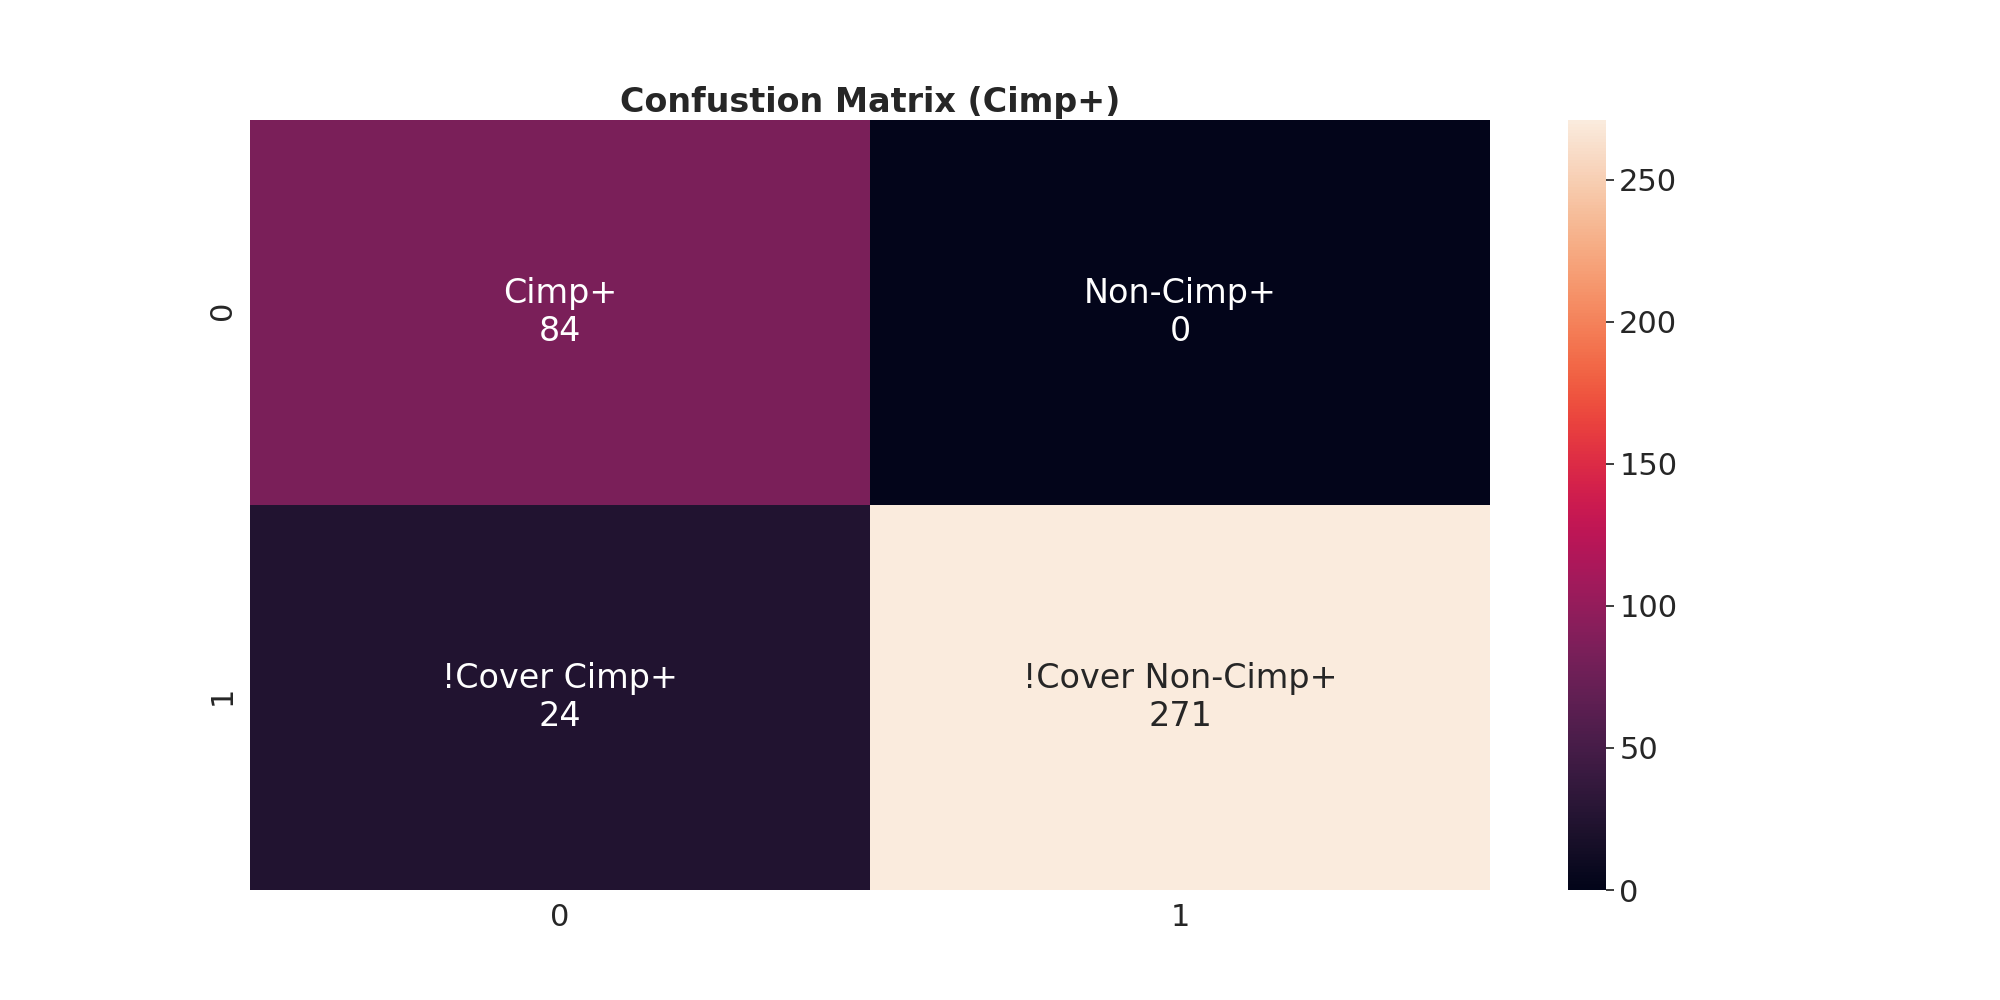 Confustion Matrix (Cimp+)
Cimp+
84
Non-Cimp+
0
!Cover Cimp+
24
!Cover Non-Cimp+
271
0
1
0
1
250
200
150
100
50
0